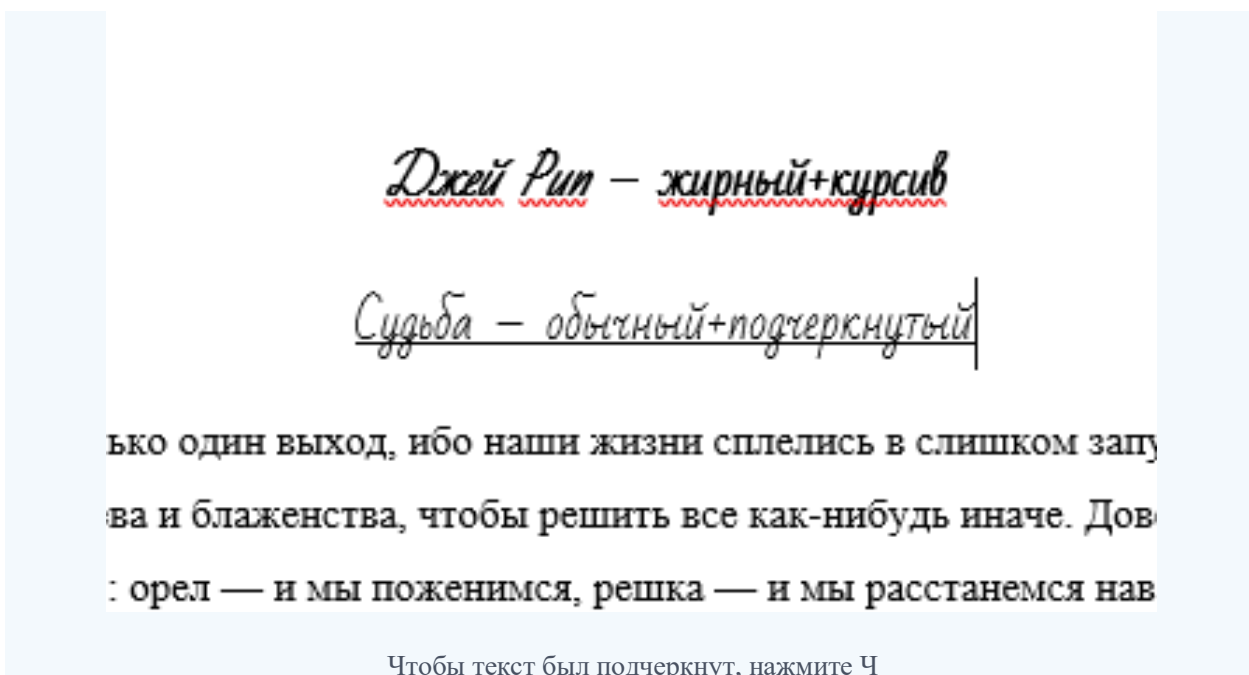 Джей Рип – жирный+курсив
Судьба – обычный+подчеркнутый
ько один выход, ибо наши жизни сплелись в слишком запу
ва и блаженства, чтобы решить все как-нибудь иначе. Дов
: орел — и мы поженимся, решка — и мы расстанемся нав
Чтобы текст был подчеркнут, нажмите Ч